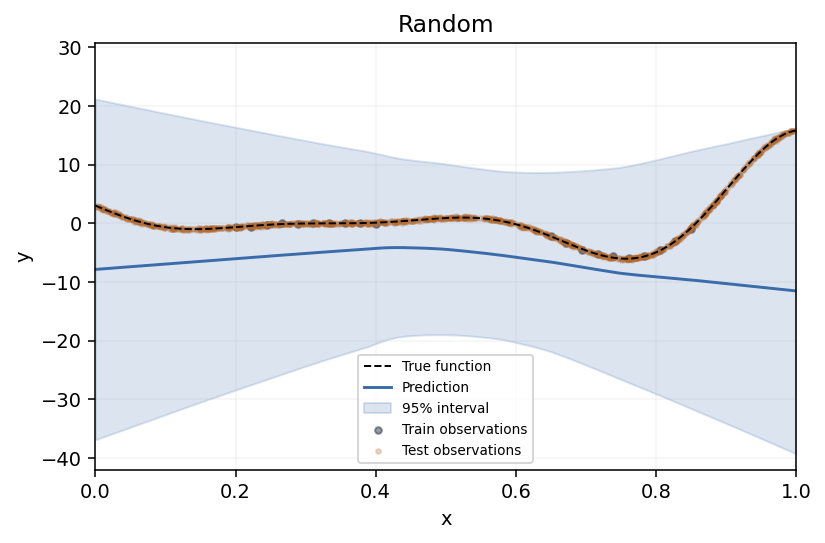 Random
30
20
10
0
−10
−20
−30
−40
y
0.0 0.2 0.4 0.6 0.8 1.0
x
True function
Prediction
95% interval
Train observations
Test observations